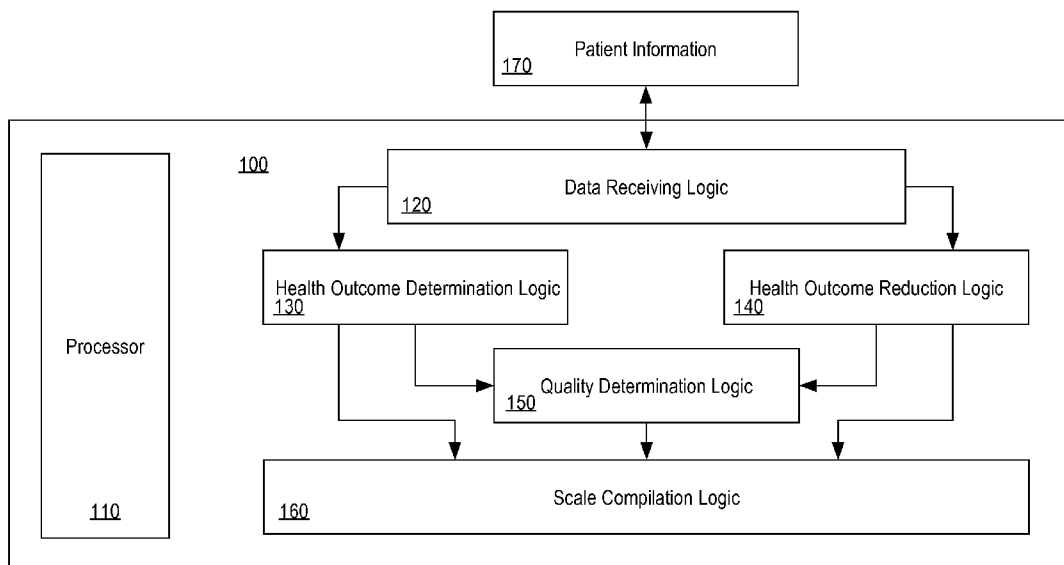 Patient Information
170
100
Data Receiving Logic
120
Health Outcome Determination Logic
130
Health Outcome Reduction Logic
140
Processor
110
Quality Determination Logic
150
Scale Compilation Logic
160